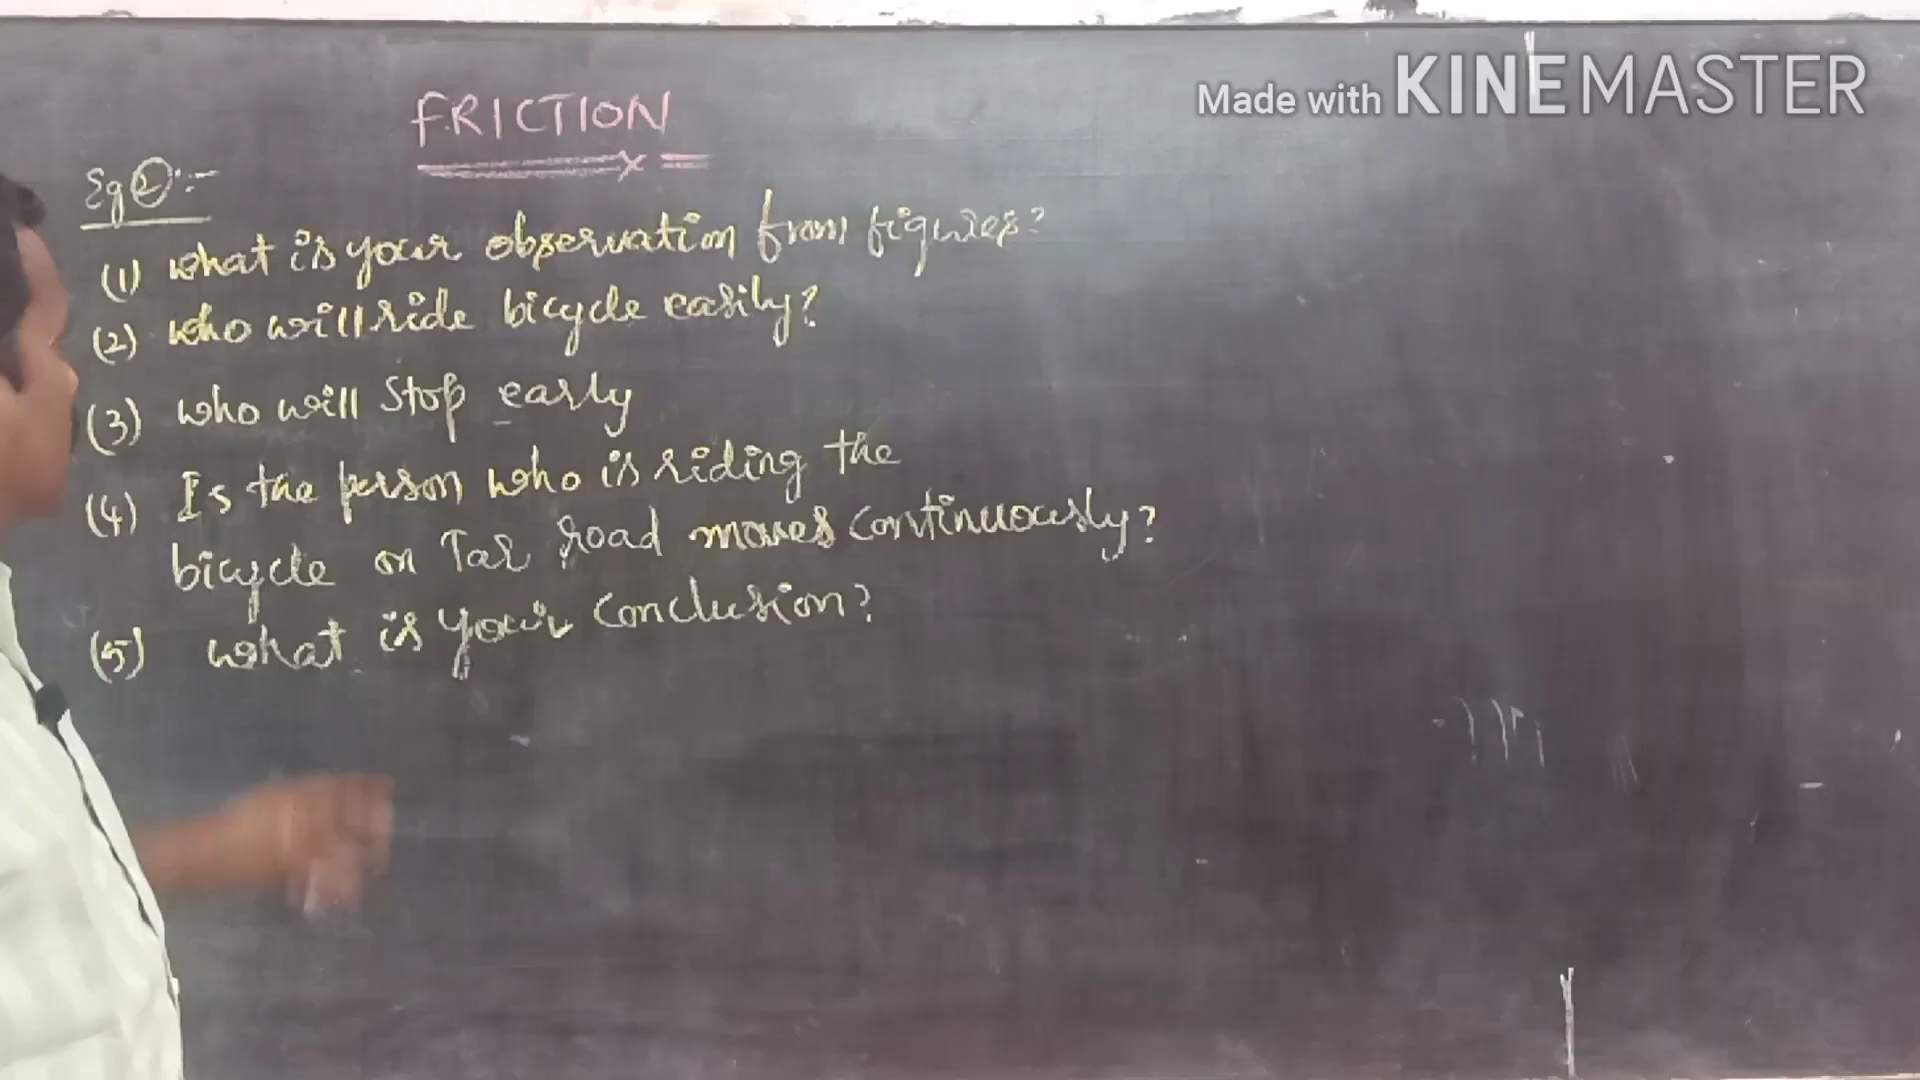 Made with KINEMASTER
FRICTION
Eg ② :-
(1) what is your observation from figures?
(2) who will ride bicycle easily?
(3) who will Stop early
(4) Is the person who is riding the
bicycle on Tar road moves continuously?
(5) what is your conclusion?